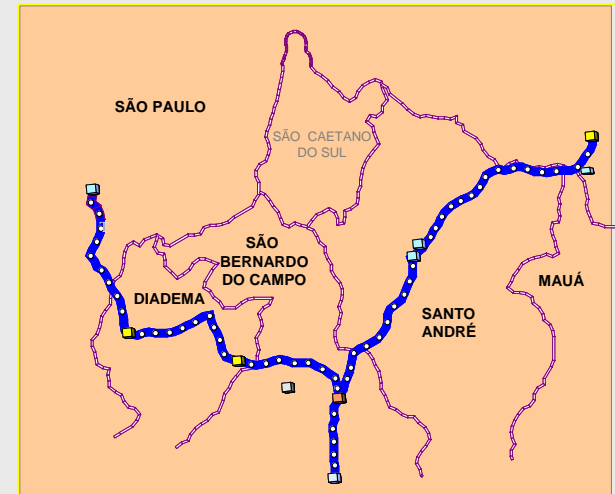 SÃO PAULO
SÃO CAETANO
DO SUL
SÃO
BERNARDO
DO CAMPO
DIADEMA
MAUÁ
SANTO
ANDRÉ